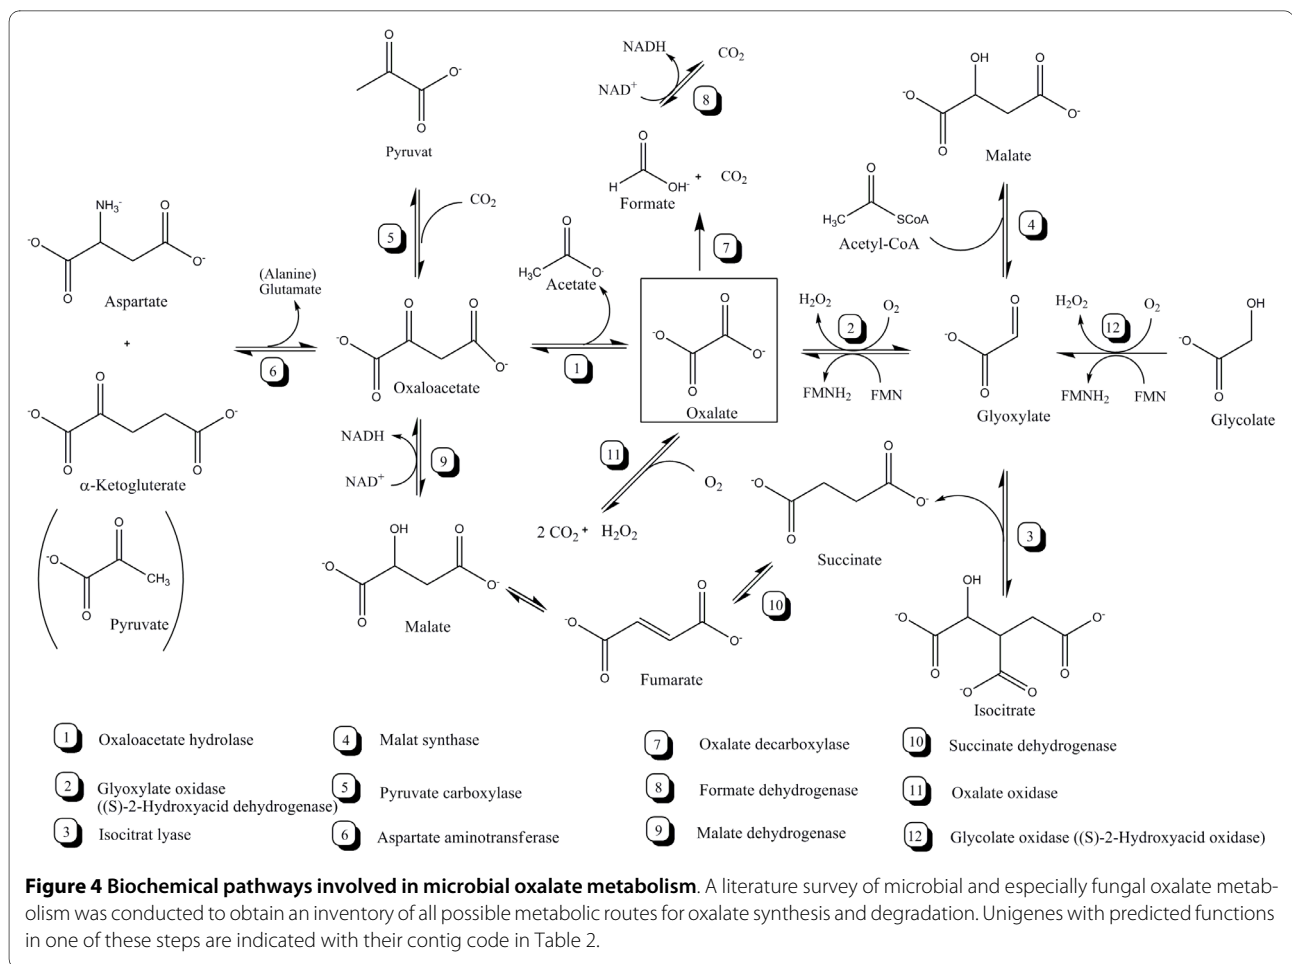 O
O⁻
O
Pyruvat
NADH
CO₂
NAD⁺
8
OH
O
⁻O
O⁻
O
Malate
O
H
OH⁻
+
CO₂
Formate
O
H₃C
SCoA
Acetyl-CoA
4
CO₂
5
7
NH₃⁻
O
⁻O
O⁻
O
Aspartate
+
O
⁻O
O⁻
O
O
α-Ketogluterate
O
⁻O
CH₃
O
Pyruvate
(Alanine)
Glutamate
6
O
O
⁻O
O⁻
O
Oxaloacetate
O
H₃C
O⁻
Acetate
1
O
⁻O
O⁻
O
Oxalate
H₂O₂
O₂
2
FMNH₂
FMN
O
⁻O
O
Glyoxylate
H₂O₂
O₂
12
FMNH₂
FMN
OH
⁻O
O
Glycolate
NADH
NAD⁺
9
11
O₂
2 CO₂ + H₂O₂
O
⁻O
O⁻
O
Succinate
3
OH
O
⁻O
O⁻
O
Malate
O
⁻O
O⁻
O
Fumarate
10
OH
⁻O
O⁻
O
O
⁻O
O
Isocitrate
1 Oxaloacetate hydrolase
2 Glyoxylate oxidase
((S)-2-Hydroxyacid dehydrogenase)
3 Isocitrat lyase
4 Malat synthase
5 Pyruvate carboxylase
6 Aspartate aminotransferase
7 Oxalate decarboxylase
8 Formate dehydrogenase
9 Malate dehydrogenase
10 Succinate dehydrogenase
11 Oxalate oxidase
12 Glycolate oxidase ((S)-2-Hydroxyacid oxidase)
Figure 4 Biochemical pathways involved in microbial oxalate metabolism. A literature survey of microbial and especially fungal oxalate metab-
olism was conducted to obtain an inventory of all possible metabolic routes for oxalate synthesis and degradation. Unigenes with predicted functions
in one of these steps are indicated with their contig code in Table 2.